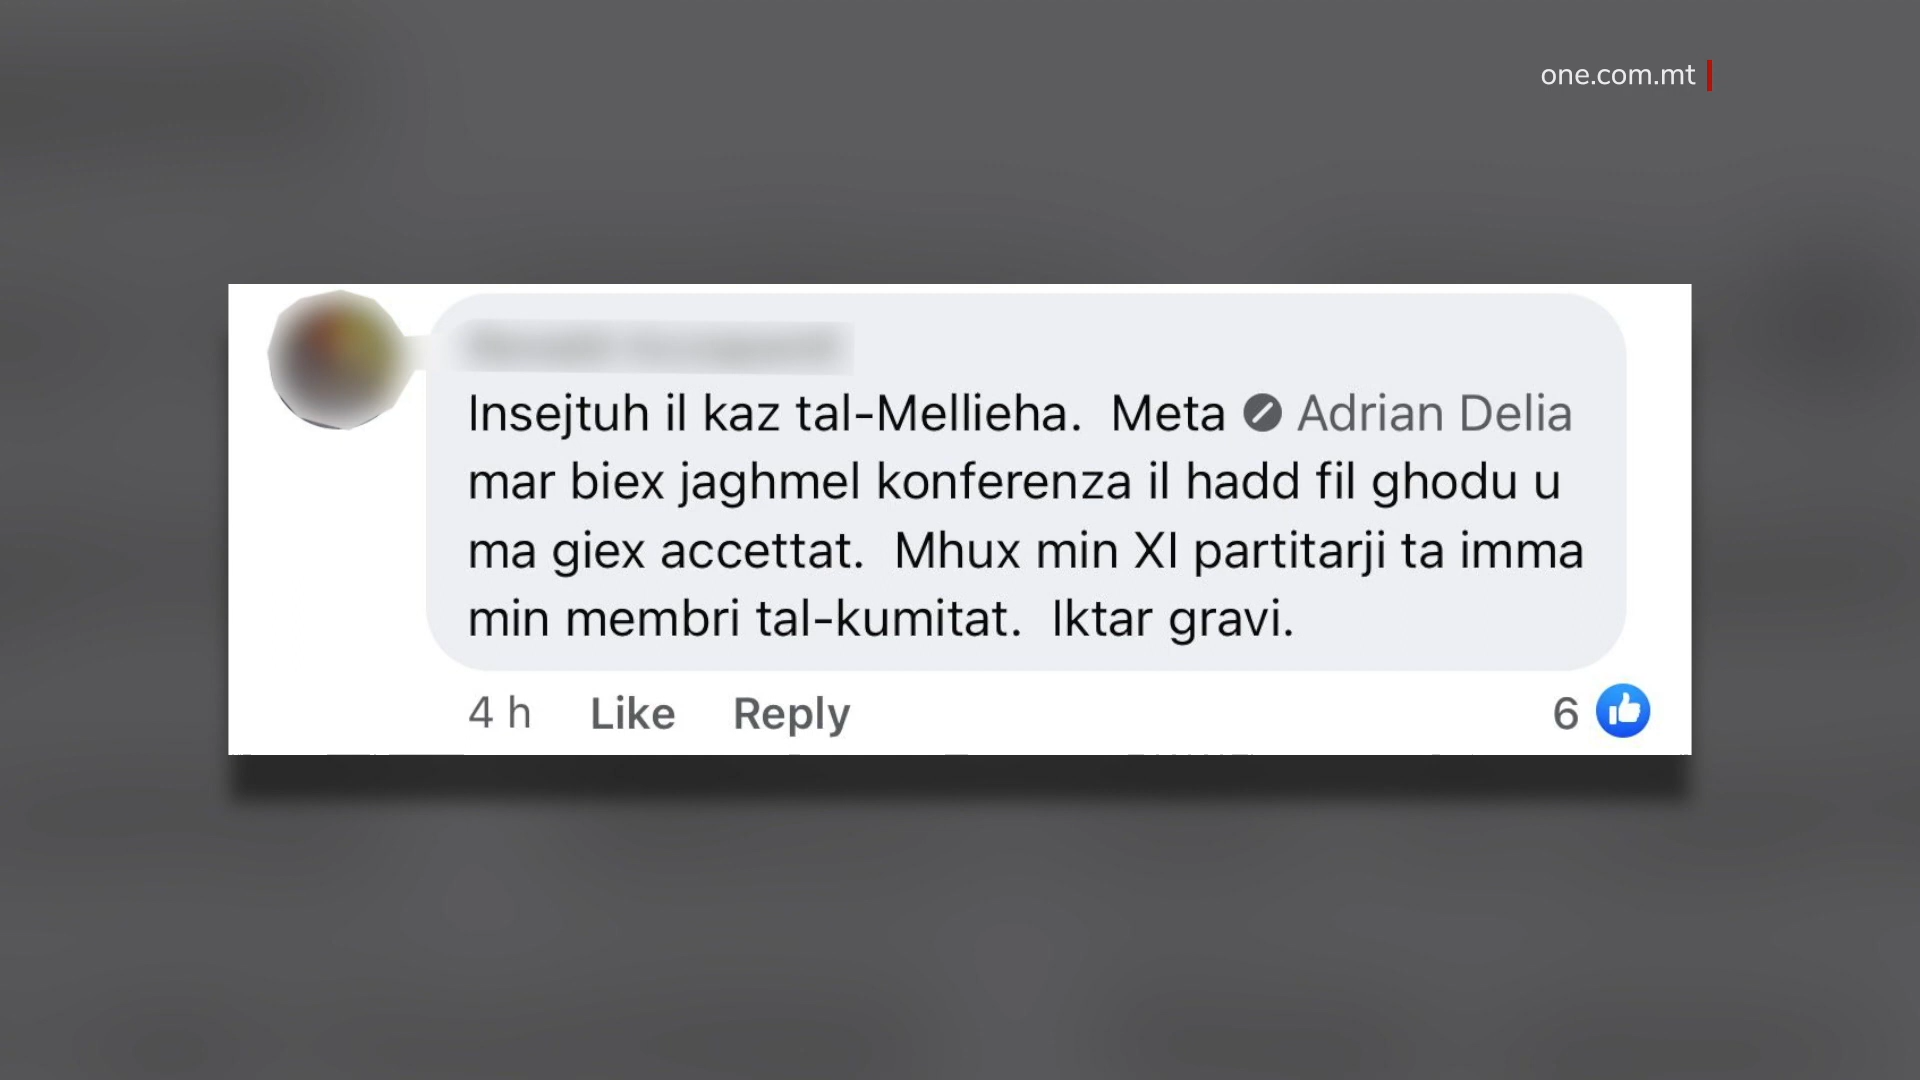 one.com.mt
Insejtuh il kaz tal-Mellieha. Meta Adrian Delia
mar biex jaghmel konferenza il hadd fil ghodu u
ma giex accettat. Mhux min XI partitarji ta imma
min membri tal-kumitat. Iktar gravi.
4 h Like Reply 6